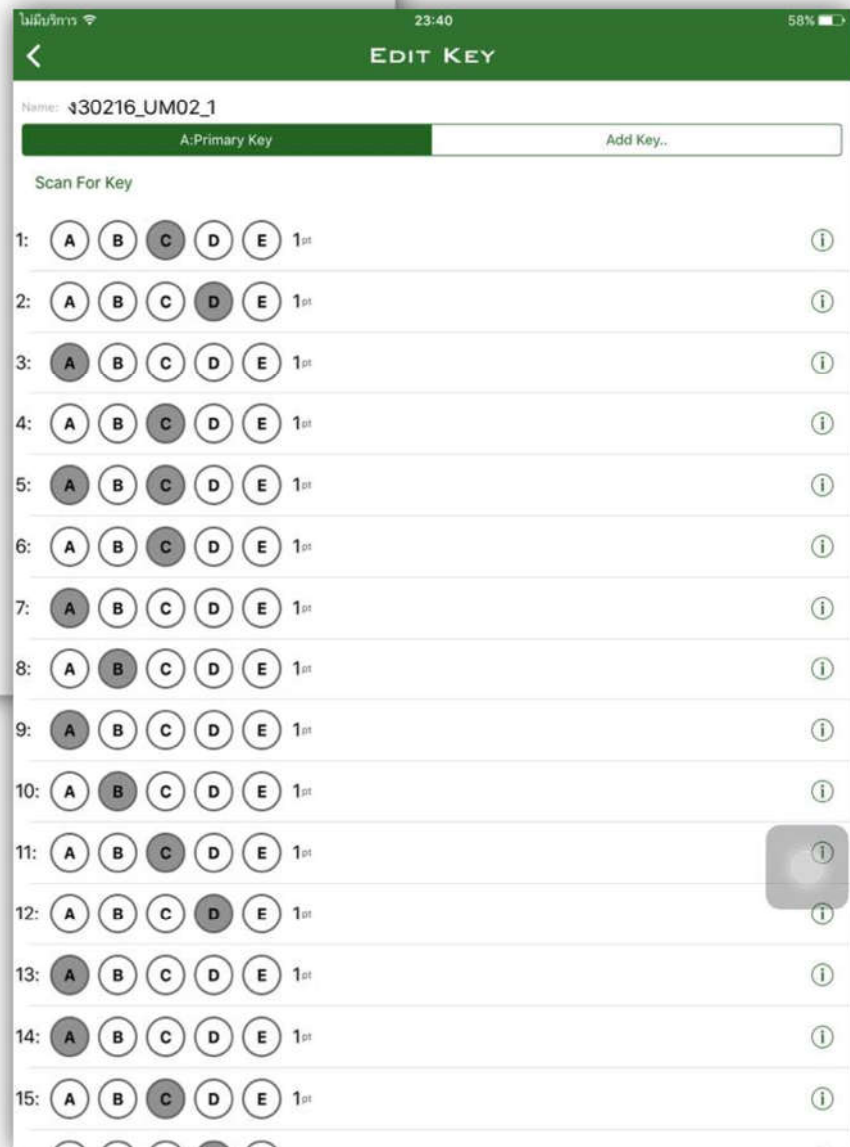 ไม่มีบริการ 23:40 58%
EDIT KEY
Name: ง30216_UM02_1
A:Primary Key Add Key..
Scan For Key
1: A B C D E 1pt
2: A B C D E 1pt
3: A B C D E 1pt
4: A B C D E 1pt
5: A B C D E 1pt
6: A B C D E 1pt
7: A B C D E 1pt
8: A B C D E 1pt
9: A B C D E 1pt
10: A B C D E 1pt
11: A B C D E 1pt
12: A B C D E 1pt
13: A B C D E 1pt
14: A B C D E 1pt
15: A B C D E 1pt